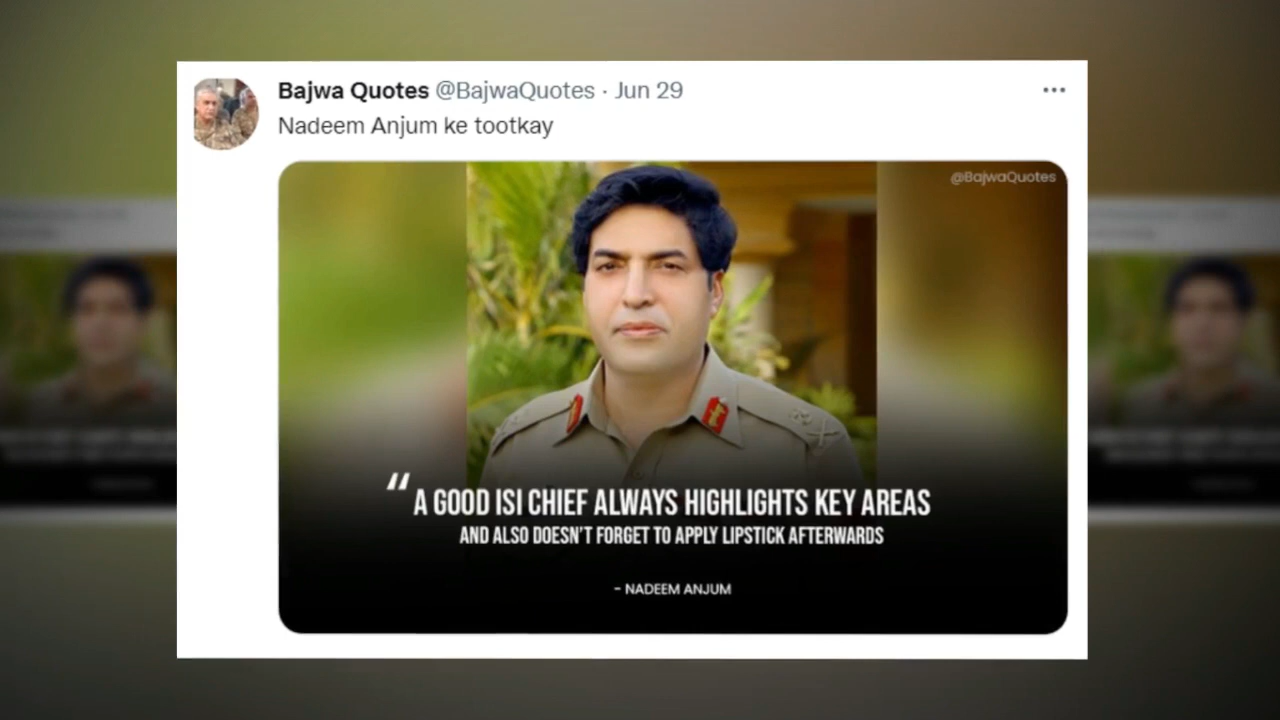 Bajwa Quotes @BajwaQuotes · Jun 29
Nadeem Anjum ke tootkay
@BajwaQuotes
“ A GOOD ISI CHIEF ALWAYS HIGHLIGHTS KEY AREAS
AND ALSO DOESN'T FORGET TO APPLY LIPSTICK AFTERWARDS
- NADEEM ANJUM